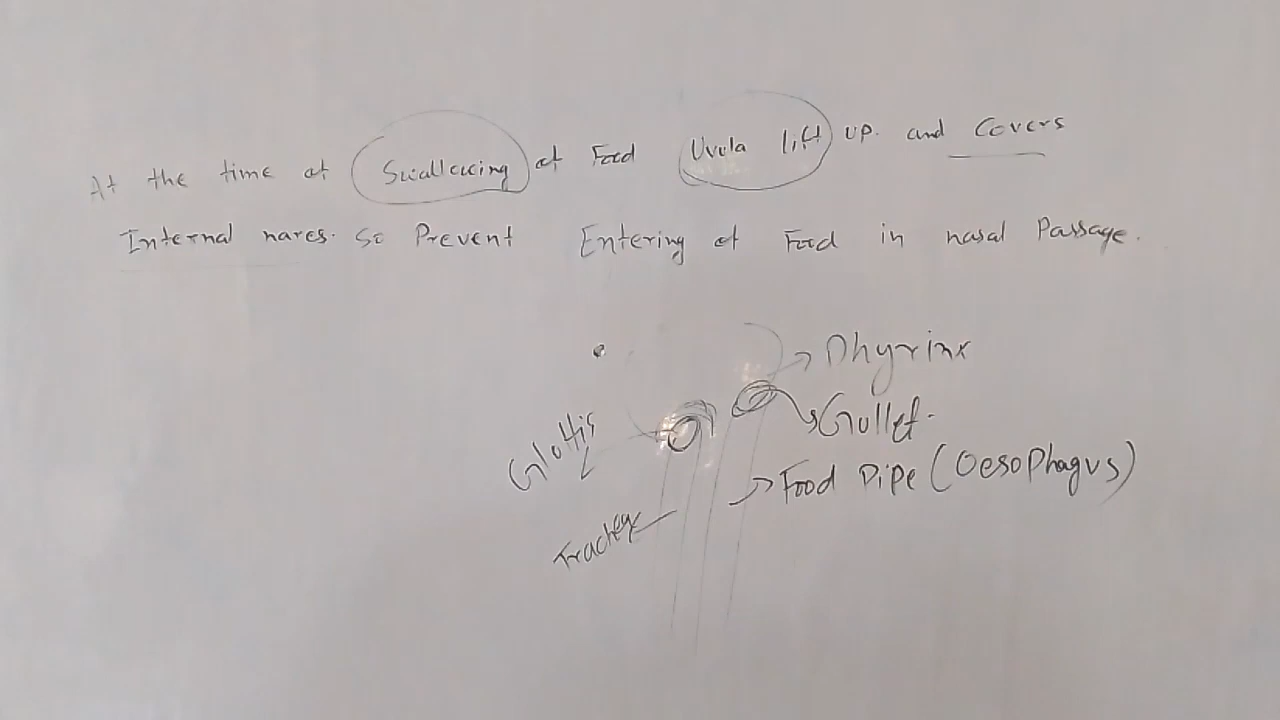 At the time of Swallowing of Food Uvula lift up. and Covers
Internal nares. So Prevent Entering of Food in nasal Passage.
Phyrinx
Gullet.
Glottis
Food Pipe (Oesophagus)
Trachea